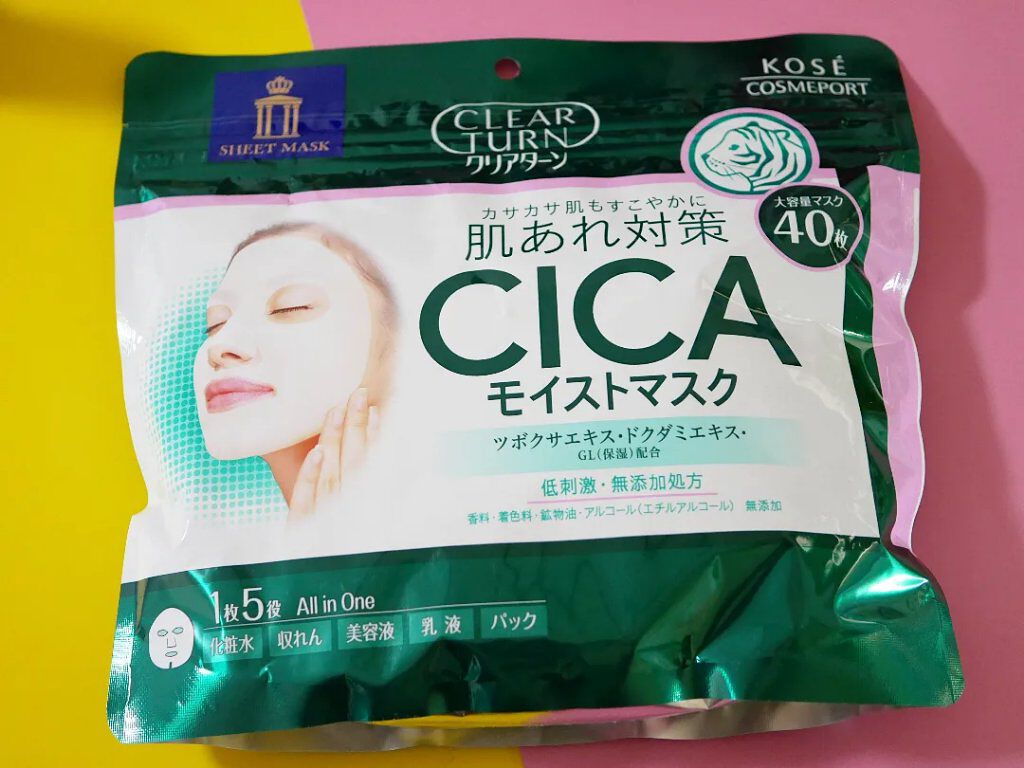 SHEET MASK
CLEAR
TURN
クリアターン
KOSÉ
COSMEPORT
大容量マスク
40枚
カサカサ肌もすこやかに
肌あれ対策
CICA
モイストマスク
ツボクサエキス・ドクダミエキス・
GL(保湿)配合
低刺激・無添加処方
香料・着色料・鉱物油・アルコール(エチルアルコール) 無添加
1枚5役 All in One
化粧水 収れん 美容液 乳液 パック